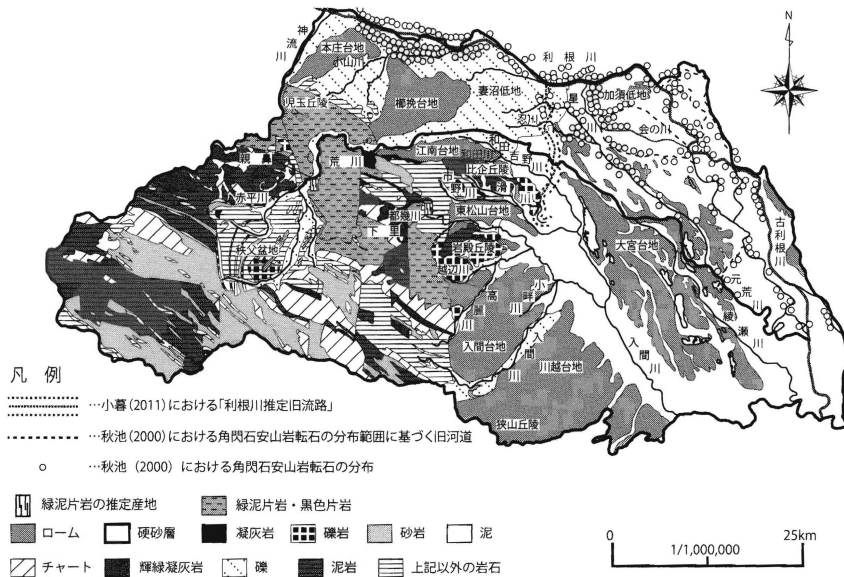 N
神流川
本庄台地
小山川
利根川
児玉丘陵
櫛挽台地
妻沼低地
星川
加須低地
忍川
会の川
荒川
江南台地
和田川
和田吉野川
親鼻
比企丘陵
市野川
滑川
赤平川
都幾川
東松山台地
下里
古利根川
秩父盆地
岩殿丘陵
大宮台地
越辺川
小畔川
高麗川
元荒川
綾瀬川
入間台地
入間川
川越台地
入間川
狭山丘陵
凡 例
…小暮(2011)における「利根川推定旧流路」
…秋池(2000)における角閃石安山岩転石の分布範囲に基づく旧河道
…秋池(2000)における角閃石安山岩転石の分布
緑泥片岩の推定産地 緑泥片岩・黒色片岩
ローム 硬砂層 凝灰岩 礫岩 砂岩 泥
チャート 輝緑凝灰岩 礫 泥岩 上記以外の岩石
0 25km
1/1,000,000